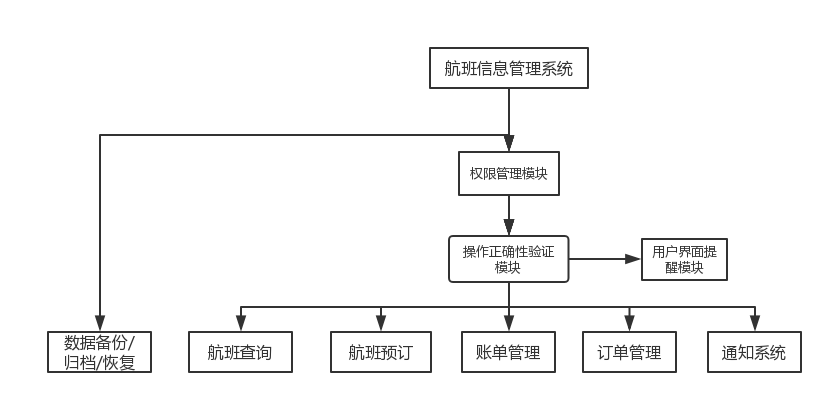 航班信息管理系统
权限管理模块
操作正确性验证
模块
用户界面提
醒模块
数据备份/
归档/恢复
航班查询
航班预订
账单管理
订单管理
通知系统